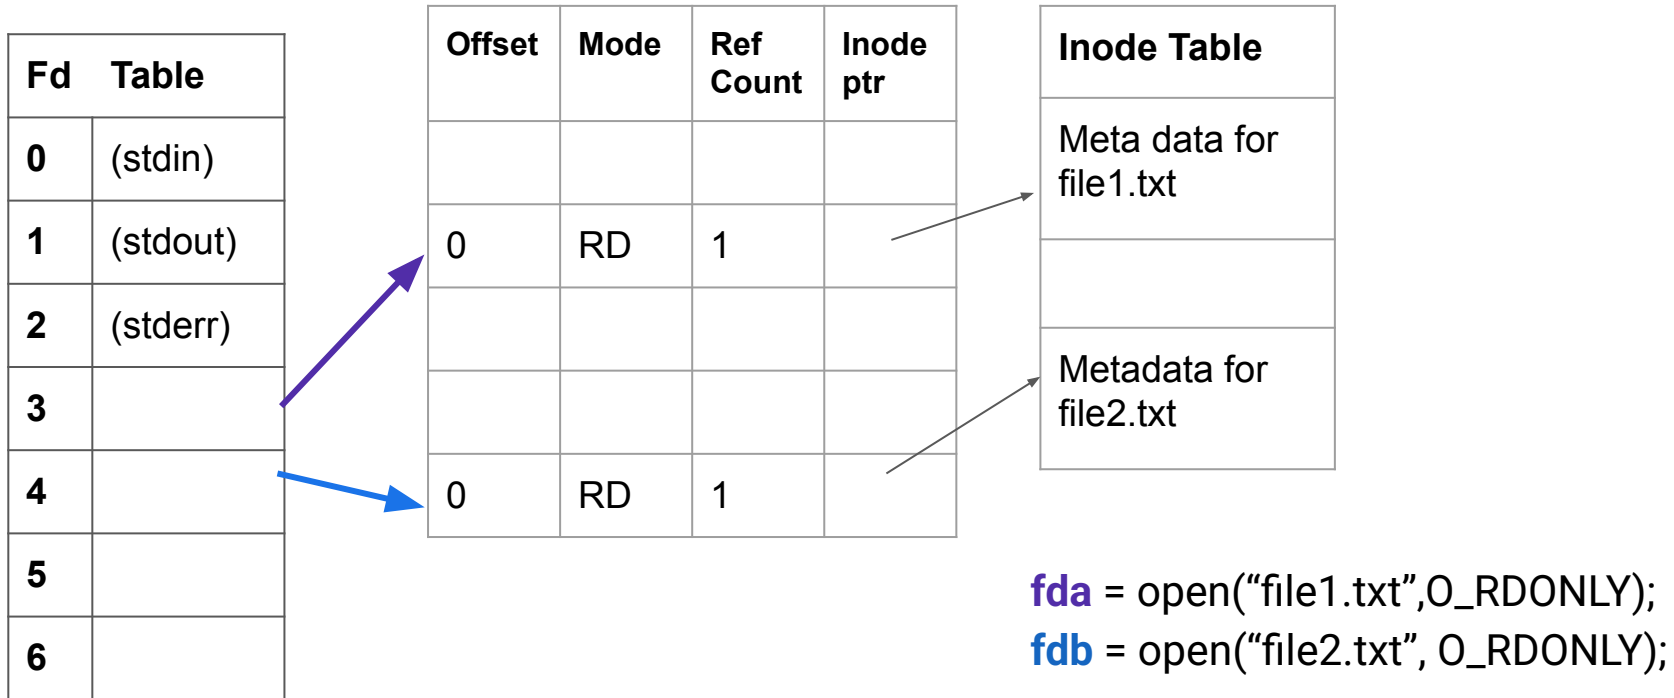 Fd Table
0 (stdin)
1 (stdout)
2 (stderr)
3
4
5
6
Offset Mode Ref Count Inode ptr
0 RD 1
0 RD 1
Inode Table
Meta data for
file1.txt
Metadata for
file2.txt
fda = open(“file1.txt”,O_RDONLY);
fdb = open(“file2.txt”, O_RDONLY);